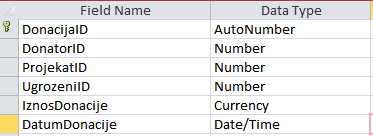 Field Name Data Type
DonacijaID AutoNumber
DonatorID Number
ProjekatID Number
UgrozeniID Number
IznosDonacije Currency
DatumDonacije Date/Time